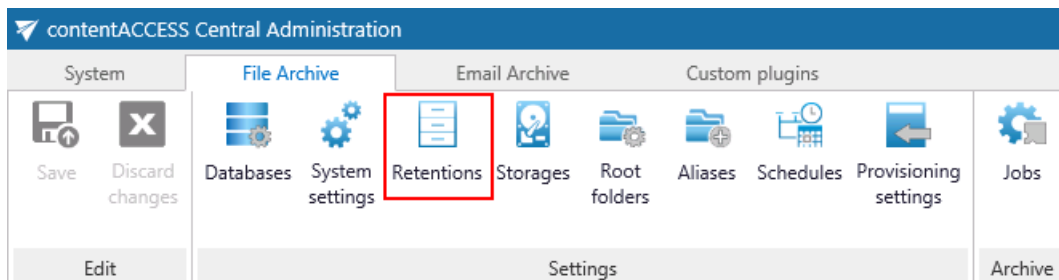 contentACCESS Central Administration
System File Archive Email Archive Custom plugins
Save Discard changes Databases System settings Retentions Storages Root folders Aliases Schedules Provisioning settings Jobs
Edit Settings Archive